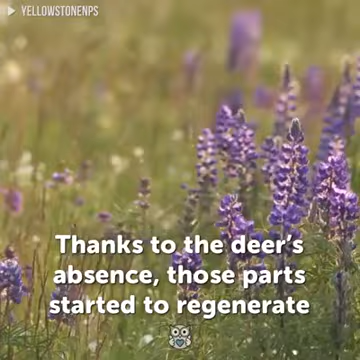 YELLOWSTONENPS
Thanks to the deer's
absence, those parts
started to regenerate